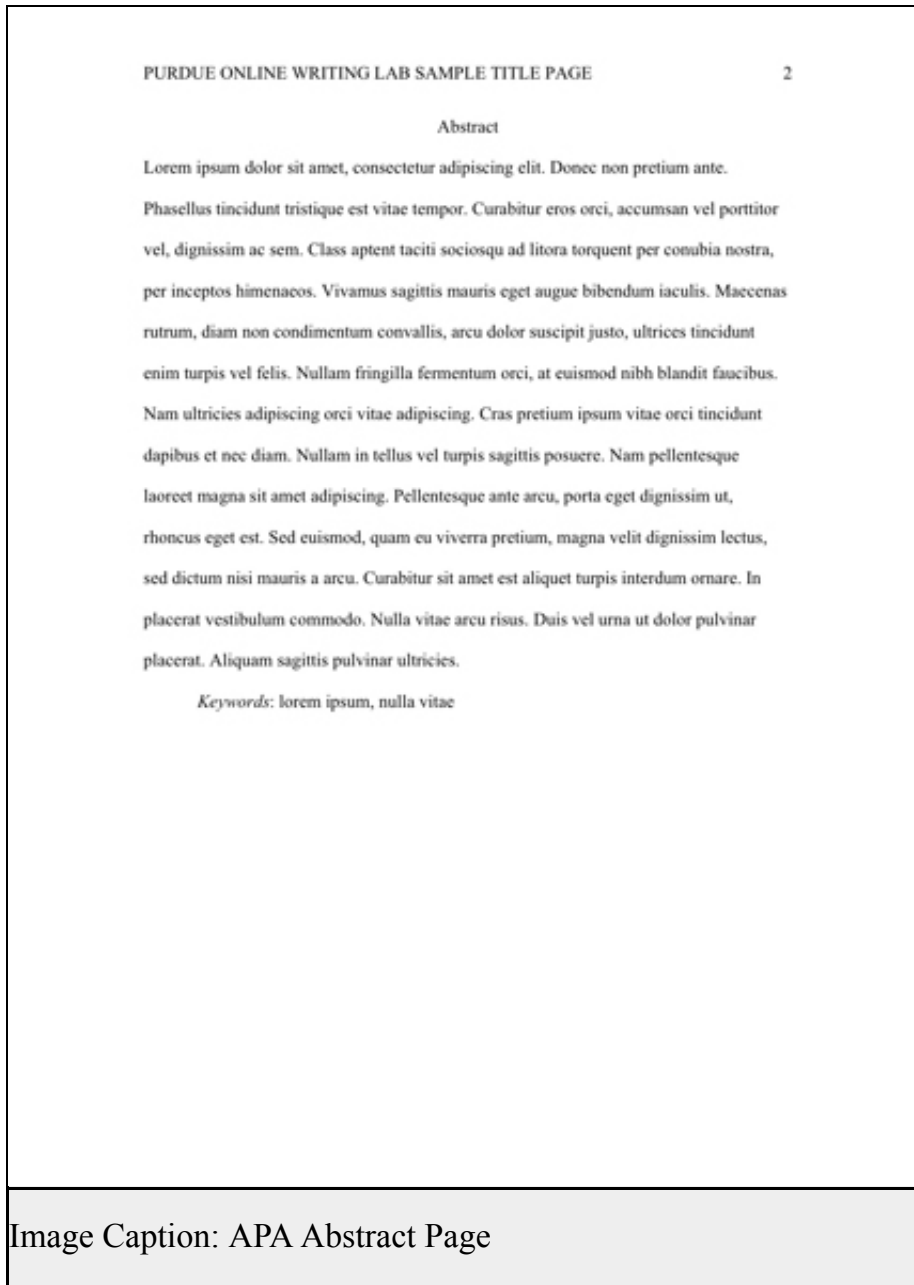 PURDUE ONLINE WRITING LAB SAMPLE TITLE PAGE 2
Abstract
Lorem ipsum dolor sit amet, consectetur adipiscing elit. Donec non pretium ante.
Phasellus tincidunt tristique est vitae tempor. Curabitur eros orci, accumsan vel porttitor
vel, dignissim ac sem. Class aptent taciti sociosqu ad litora torquent per conubia nostra,
per inceptos himenaeos. Vivamus sagittis mauris eget augue bibendum iaculis. Maecenas
rutrum, diam non condimentum convallis, arcu dolor suscipit justo, ultrices tincidunt
enim turpis vel felis. Nullam fringilla fermentum orci, at euismod nibh blandit faucibus.
Nam ultricies adipiscing orci vitae adipiscing. Cras pretium ipsum vitae orci tincidunt
dapibus et nec diam. Nullam in tellus vel turpis sagittis posuere. Nam pellentesque
laoreet magna sit amet adipiscing. Pellentesque ante arcu, porta eget dignissim ut,
rhoncus eget est. Sed euismod, quam eu viverra pretium, magna velit dignissim lectus,
sed dictum nisi mauris a arcu. Curabitur sit amet est aliquet turpis interdum ornare. In
placerat vestibulum commodo. Nulla vitae arcu risus. Duis vel urna ut dolor pulvinar
placerat. Aliquam sagittis pulvinar ultricies.
Keywords: lorem ipsum, nulla vitae
Image Caption: APA Abstract Page